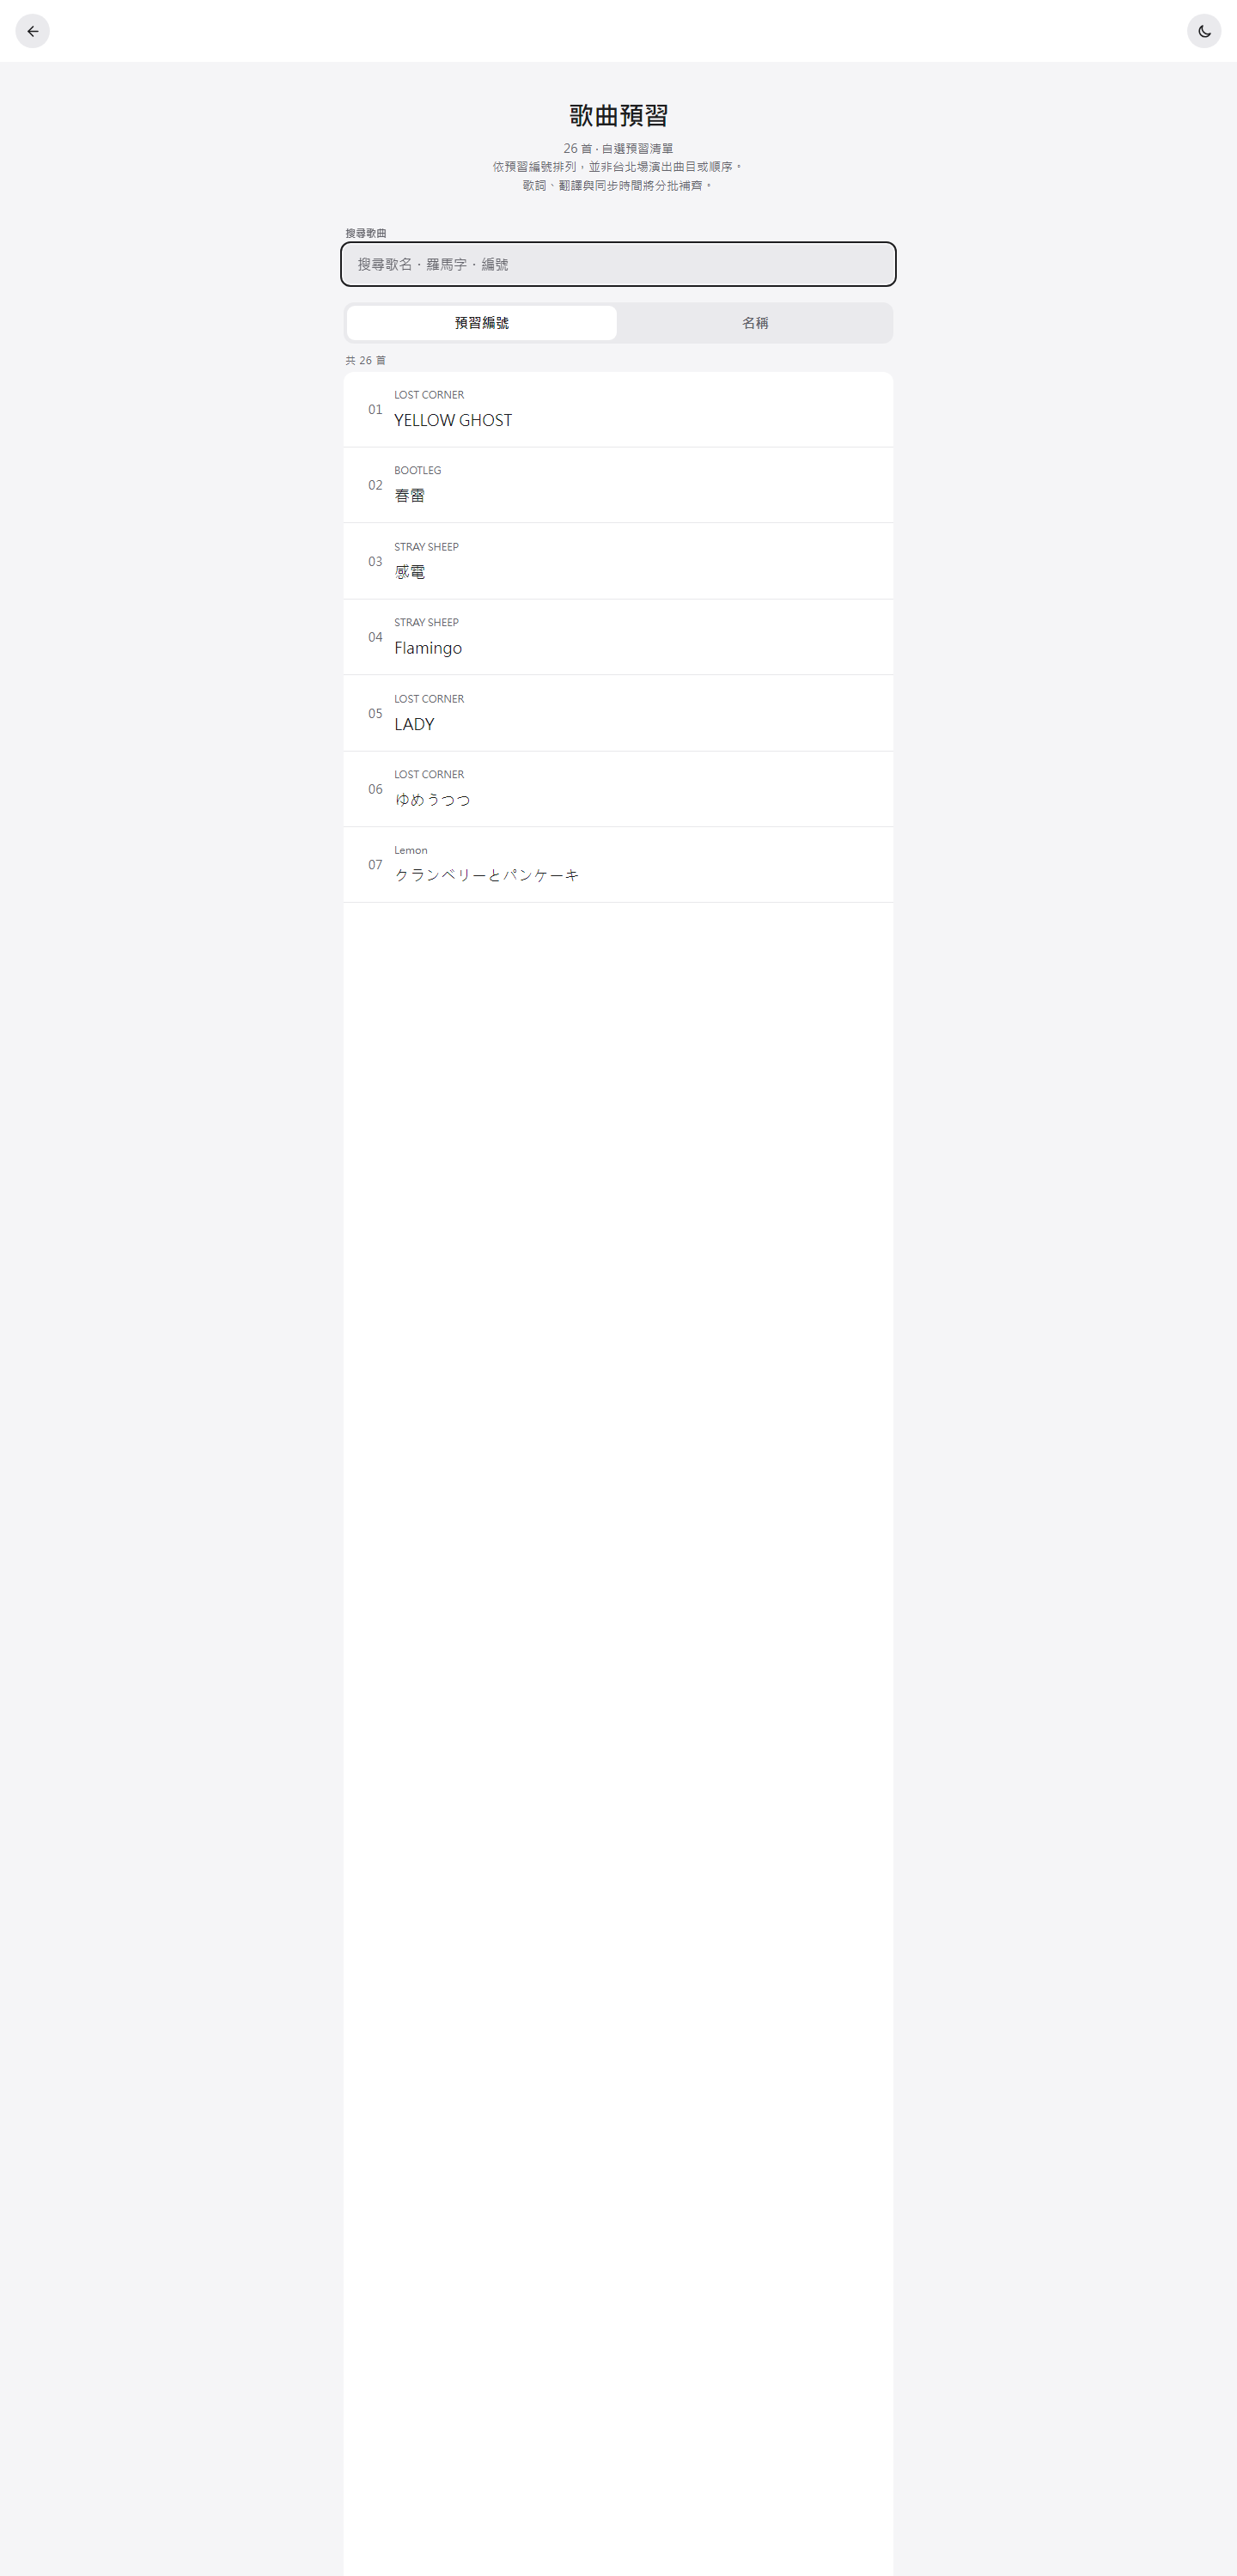 歌曲預習
26 首 · 自選預習清單
依預習編號排列，並非台北場演出曲目或順序。
歌詞、翻譯與同步時間將分批補齊。
搜尋歌曲
搜尋歌名・羅馬字・編號
預習編號
名稱
共 26 首
01
LOST CORNER
YELLOW GHOST
02
BOOTLEG
春雷
03
STRAY SHEEP
感電
04
STRAY SHEEP
Flamingo
05
LOST CORNER
LADY
06
LOST CORNER
ゆめうつつ
07
Lemon
クランベリーとパンケーキ